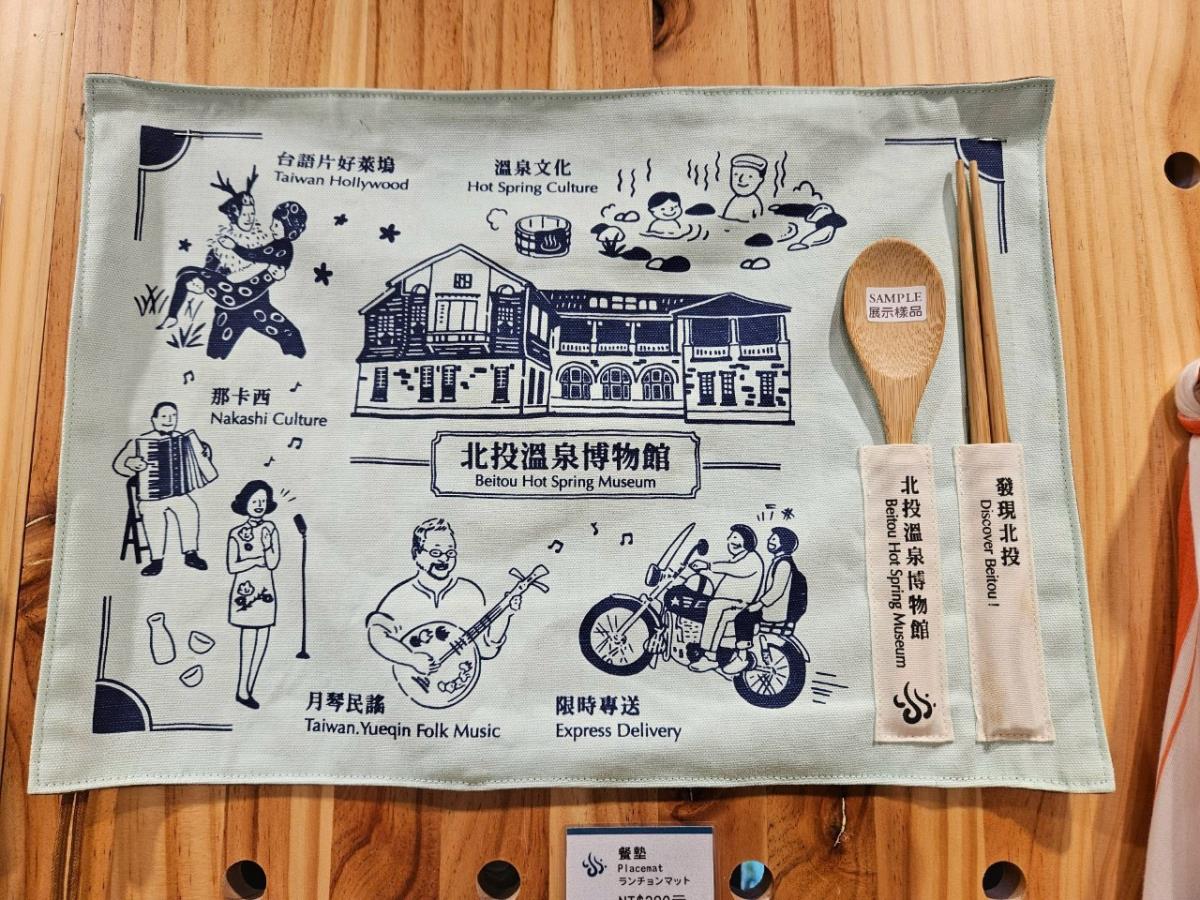 台語片好萊塢
Taiwan Hollywood
溫泉文化
Hot Spring Culture
SAMPLE
展示樣品
那卡西
Nakashi Culture
北投溫泉博物館
Beitou Hot Spring Museum
北投溫泉博物館
Beitou Hot Spring Museum
發現北投
Discover Beitou!
月琴民謠
Taiwan.Yueqin Folk Music
限時專送
Express Delivery
餐墊
Placemat
ランチョンマット